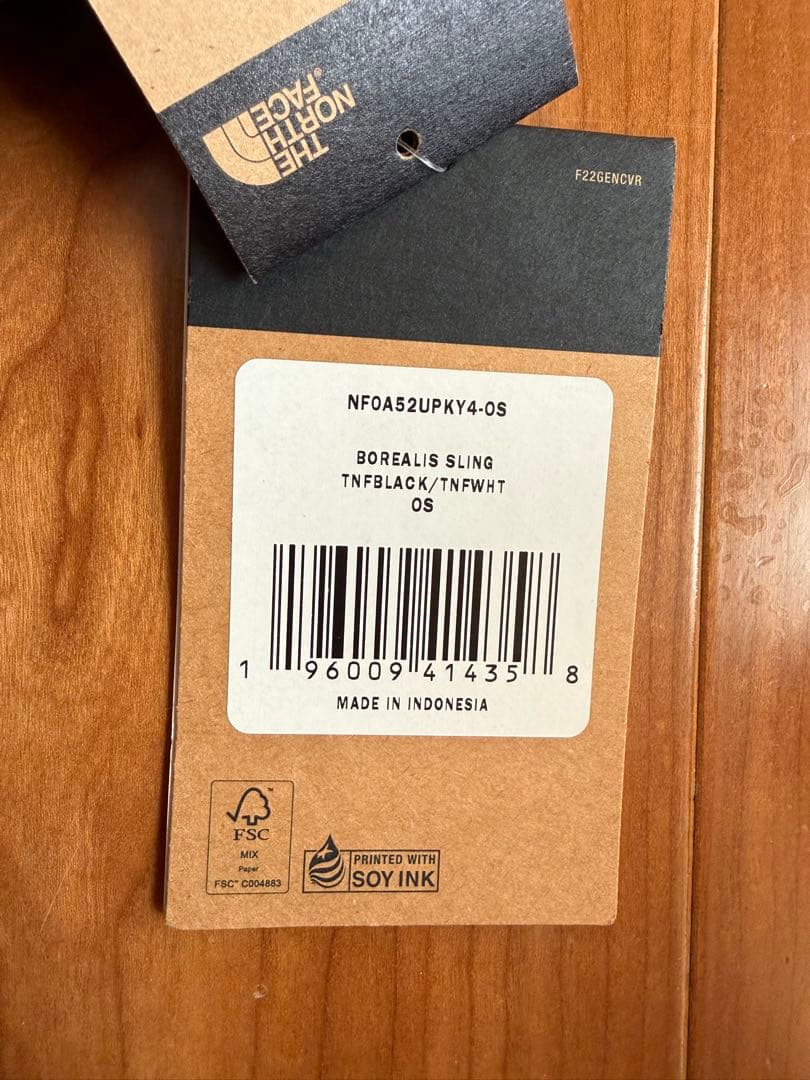 THE
NORTH
FACE®
F22GENCVR
NF0A52UPKY4-OS
BOREALIS SLING
TNFBLACK/TNFWHT
OS
1 96009 41435 8
MADE IN INDONESIA
FSC™
MIX
Paper
FSC™ C004883
PRINTED WITH
SOY INK